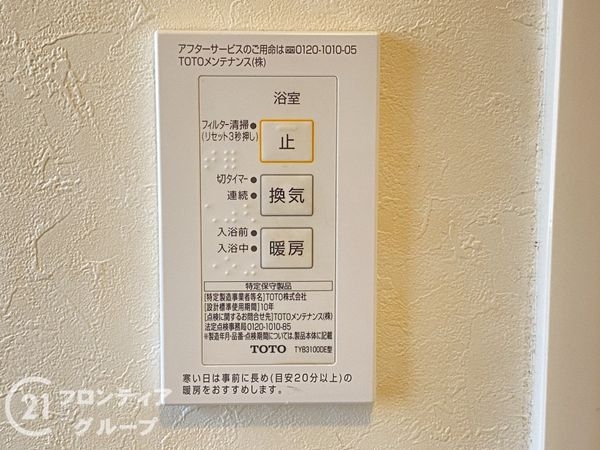 アフターサービスのご用命は 0120-1010-05
TOTOメンテナンス(株)
浴室
フィルター清掃●
(リセット3秒押し)
止
切タイマー●
連続●
換気
入浴前●
入浴中●
暖房
特定保守製品
[特定製造事業者等名]TOTO株式会社
[設計標準使用期間]10年
[点検に関するお問合せ先]TOTOメンテナンス(株)
法定点検事務局0120-1010-85
※製造年月・品番・点検期間については、製品本体に記載
TOTO TYB3100DE型
寒い日は事前に長め(目安20分以上)の
暖房をおすすめします。
C21 フロンティア
グループ